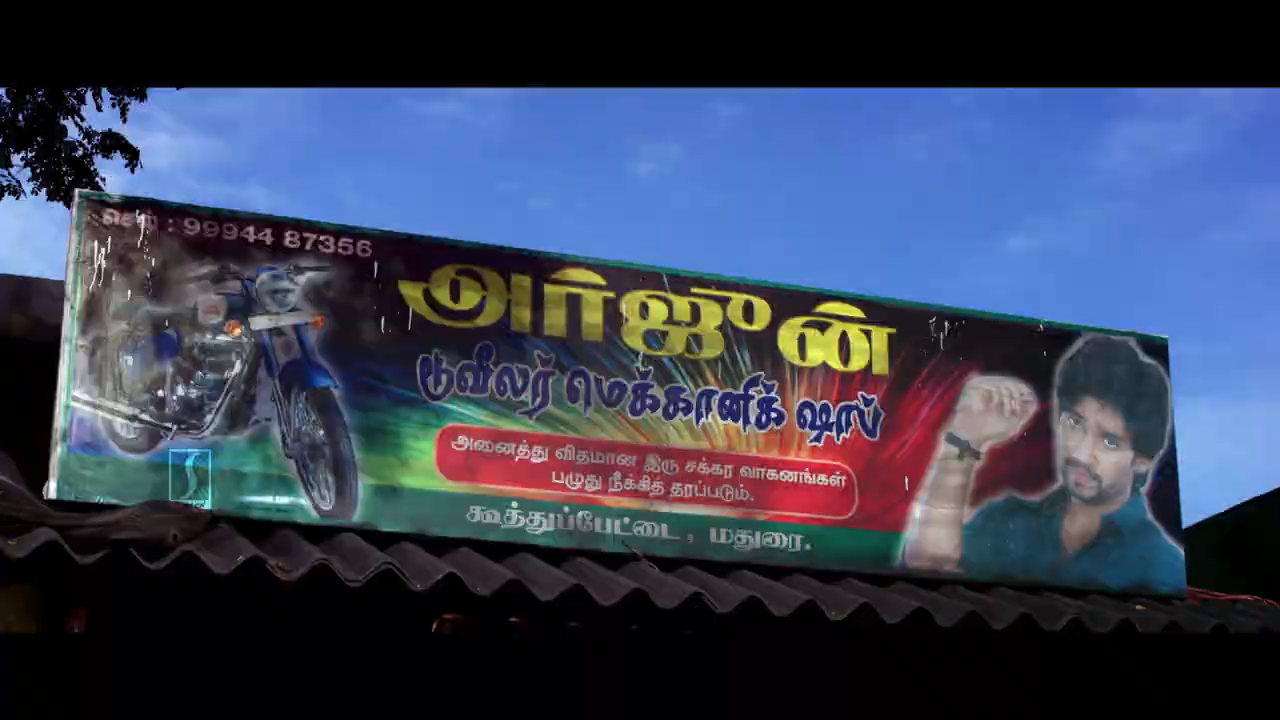 செல் : 99944 87356
அர்ஜுன்
டூவீலர் மெக்கானிக் ஷாப்
அனைத்து விதமான இரு சக்கர வாகனங்கள்
பழுது நீக்கித் தரப்படும்.
கூத்துப்பேட்டை, மதுரை.